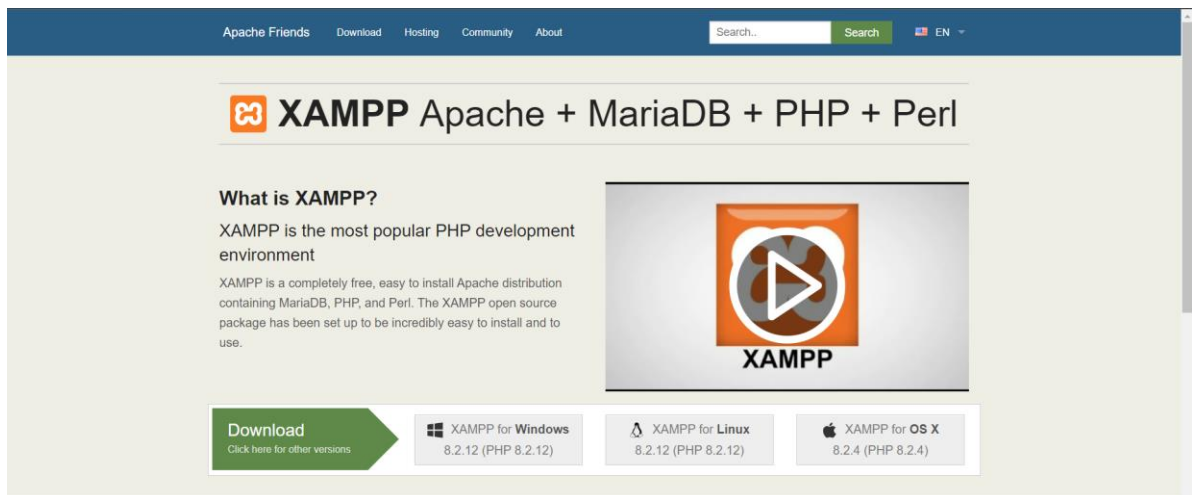 Apache Friends Download Hosting Community About Search.. Search EN
XAMPP Apache + MariaDB + PHP + Perl
What is XAMPP?
XAMPP is the most popular PHP development
environment
XAMPP is a completely free, easy to install Apache distribution
containing MariaDB, PHP, and Perl. The XAMPP open source
package has been set up to be incredibly easy to install and to
use.
XAMPP
Download
Click here for other versions
XAMPP for Windows
8.2.12 (PHP 8.2.12)
XAMPP for Linux
8.2.12 (PHP 8.2.12)
XAMPP for OS X
8.2.4 (PHP 8.2.4)